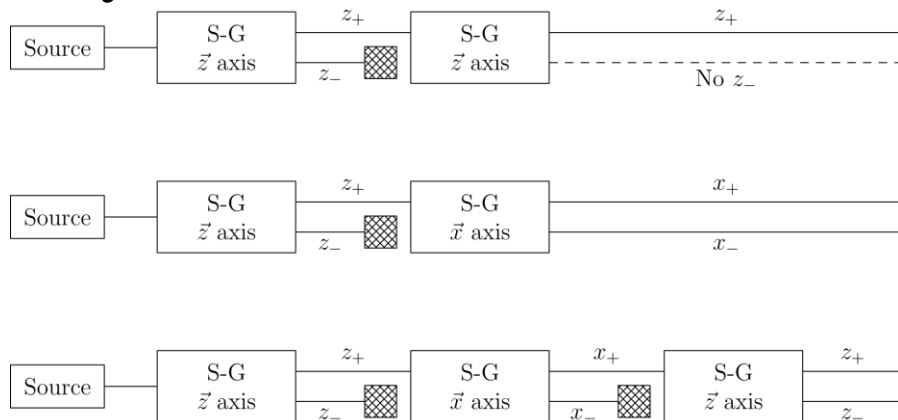 z₊ z₊
Source S-G S-G
z⃗ axis z⃗ axis
z₋ No z₋
z₊ x₊
Source S-G S-G
z⃗ axis x⃗ axis
z₋ x₋
z₊ x₊ z₊
Source S-G S-G S-G
z⃗ axis x⃗ axis z⃗ axis
z₋ x₋ z₋